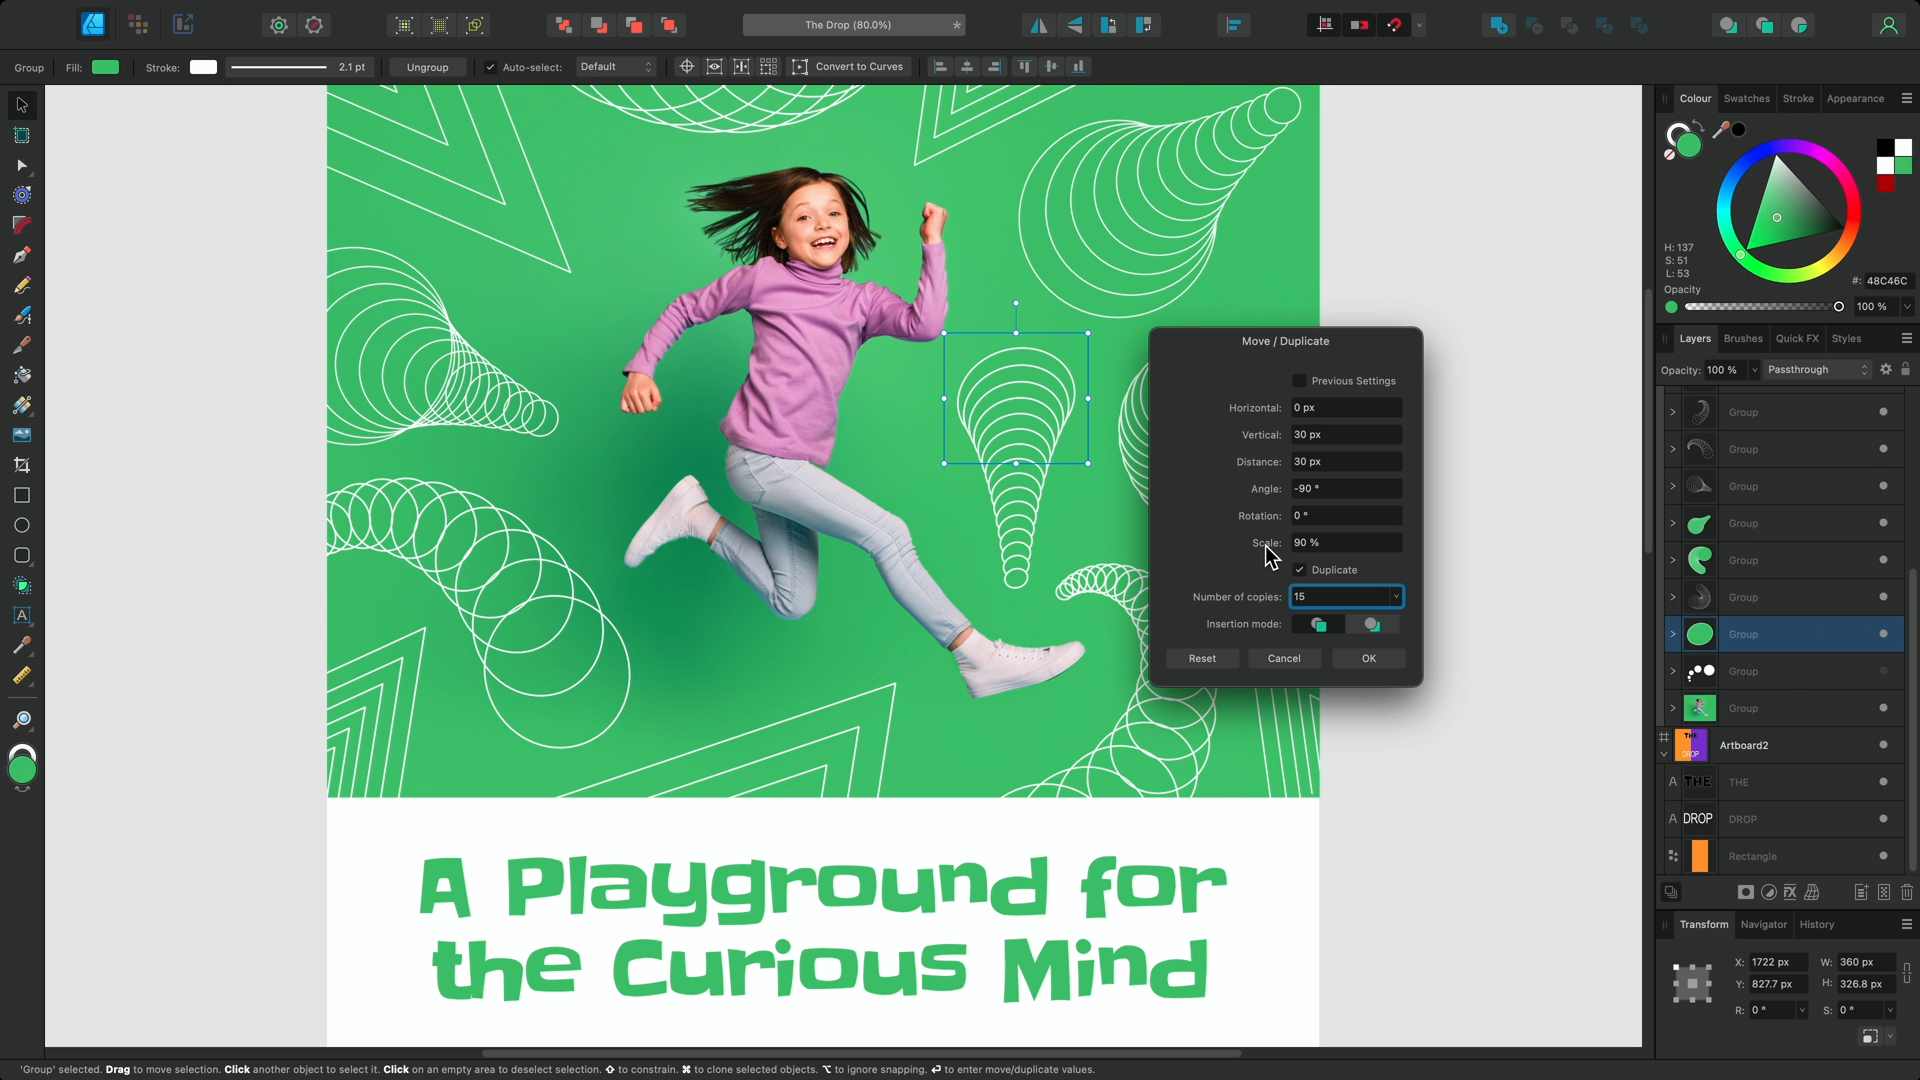 The Drop (80.0%)
*
Group
Fill:
Stroke:
2.1 pt
Ungroup
Auto-select:
Default
Convert to Curves
Colour
Swatches
Stroke
Appearance
H: 137
S: 51
L: 53
#: 48C46C
Opacity
100 %
Layers
Brushes
Quick FX
Styles
Opacity: 100 %
Passthrough
Group
Group
Group
Group
Group
Group
Group
Group
Group
Artboard2
THE
DROP
A THE THE
A DROP DROP
Rectangle
Transform
Navigator
History
X: 1722 px W: 360 px
Y: 827.7 px H: 326.8 px
R: 0 ° S: 0 °
Move / Duplicate
Previous Settings
Horizontal: 0 px
Vertical: 30 px
Distance: 30 px
Angle: -90 °
Rotation: 0 °
Scale: 90 %
Duplicate
Number of copies: 15
Insertion mode:
Reset
Cancel
OK
A Playground for
the Curious Mind
'Group' selected. Drag to move selection. Click another object to select it. Click on an empty area to deselect selection. ⇧ to constrain. ⌘ to clone selected objects. ⌥ to ignore snapping. ↵ to enter move/duplicate values.